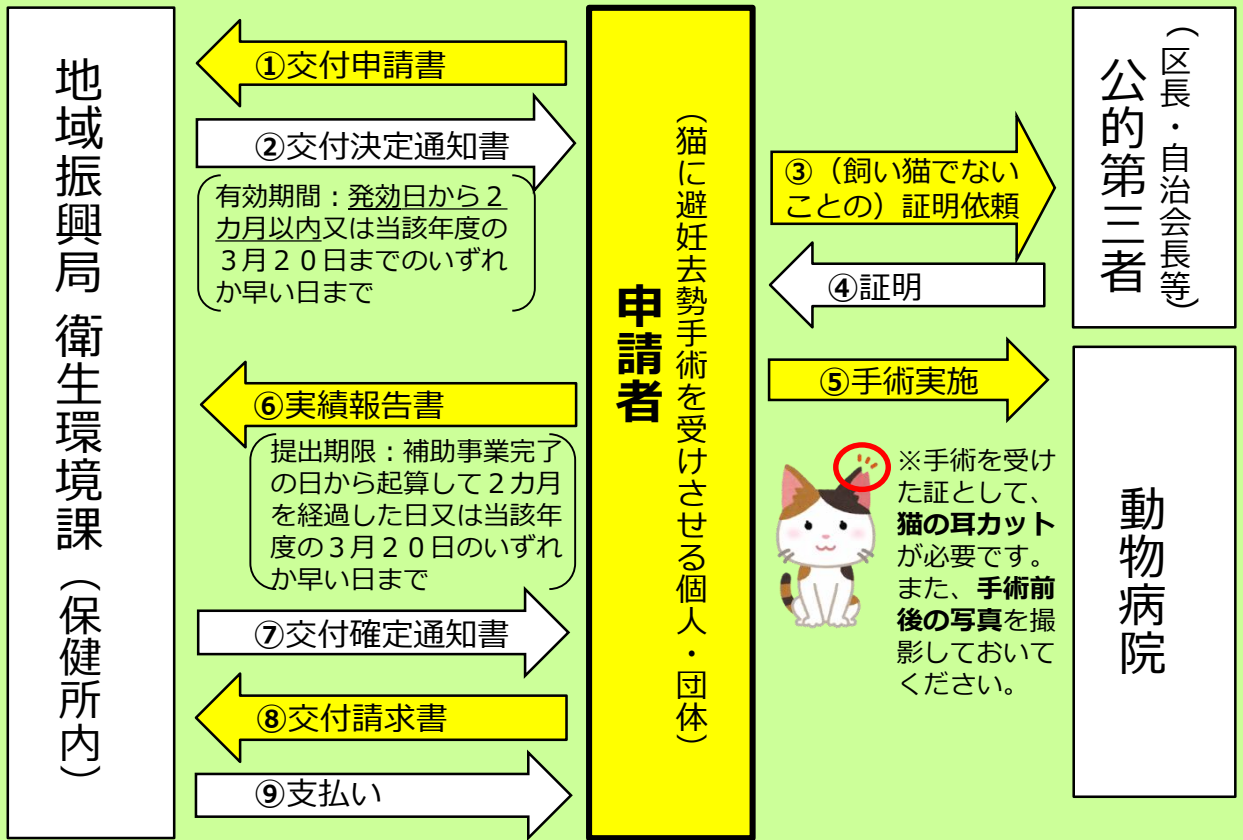 地域振興局 衛生環境課（保健所内）
①交付申請書
②交付決定通知書
有効期間：発効日から２
カ月以内又は当該年度の
３月２０日までのいずれ
か早い日まで
⑥実績報告書
提出期限：補助事業完了
の日から起算して２カ月
を経過した日又は当該年
度の３月２０日のいずれ
か早い日まで
⑦交付確定通知書
⑧交付請求書
⑨支払い
申請者
（猫に避妊去勢手術を受けさせる個人・団体）
③（飼い猫でない
ことの）証明依頼
④証明
⑤手術実施
※手術を受け
た証として、
猫の耳カット
が必要です。
また、手術前
後の写真を撮
影しておいて
ください。
公的第三者
（区長・自治会長等）
動物病院